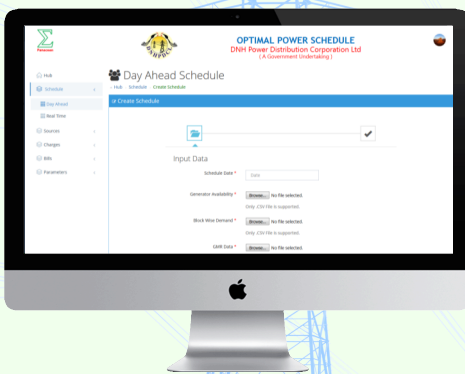 OPTIMAL POWER SCHEDULE
DNH Power Distribution Corporation Ltd
( A Government Undertaking )
DNHPDCL
Day Ahead Schedule
Hub Schedule Create Schedule
Hub
Schedule
Day Ahead
Real Time
Sources
Charges
Bills
Parameters
Create Schedule
Input Data
Schedule Date * Date
Generator Availability * Browse... No file selected.
Only .CSV file is supported.
Block Wise Demand * Browse... No file selected.
Only .CSV file is supported.
Browse... No file selected.